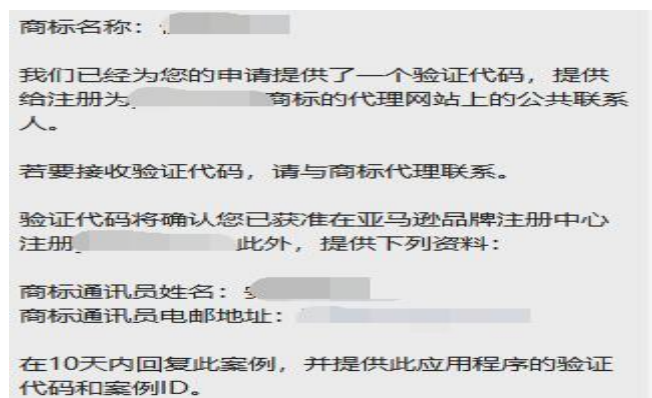 商标名称：
我们已经为您的申请提供了一个验证代码，提供
给注册为 商标的代理网站上的公共联系
人。
若要接收验证代码，请与商标代理联系。
验证代码将确认您已获准在亚马逊品牌注册中心
注册 此外，提供下列资料：
商标通讯员姓名：
商标通讯员电邮地址：
在10天内回复此案例，并提供此应用程序的验证
代码和案例ID。